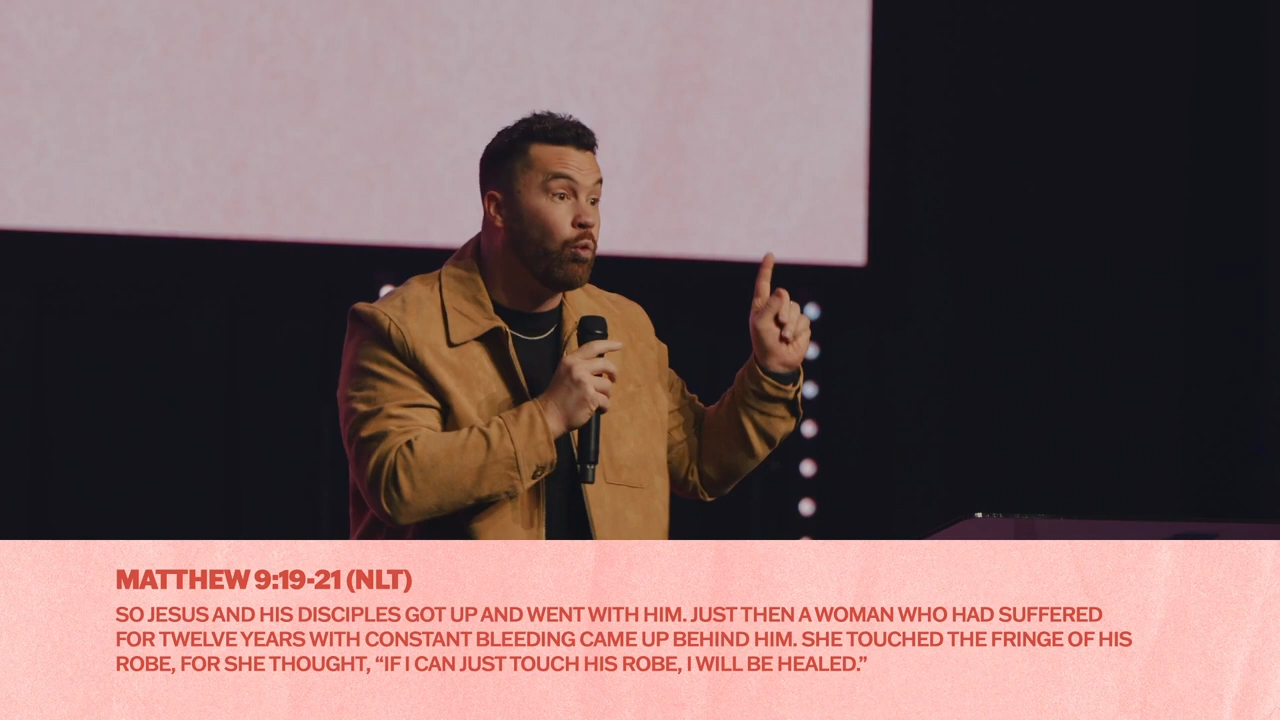 MATTHEW 9:19-21 (NLT)
SO JESUS AND HIS DISCIPLES GOT UP AND WENT WITH HIM. JUST THEN A WOMAN WHO HAD SUFFERED
FOR TWELVE YEARS WITH CONSTANT BLEEDING CAME UP BEHIND HIM. SHE TOUCHED THE FRINGE OF HIS
ROBE, FOR SHE THOUGHT, “IF I CAN JUST TOUCH HIS ROBE, I WILL BE HEALED.”